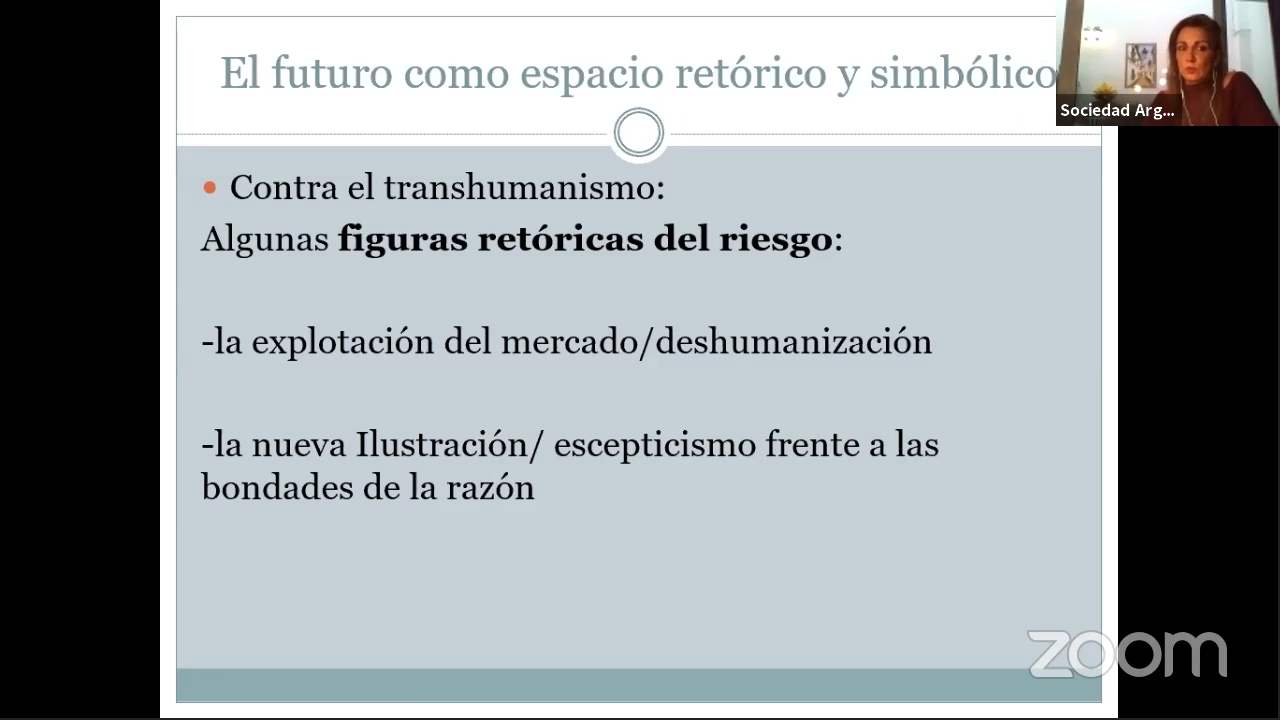 El futuro como espacio retórico y simbólico
Sociedad Arg...
Contra el transhumanismo:
Algunas figuras retóricas del riesgo:
-la explotación del mercado/deshumanización
-la nueva Ilustración/ escepticismo frente a las
bondades de la razón
zoom